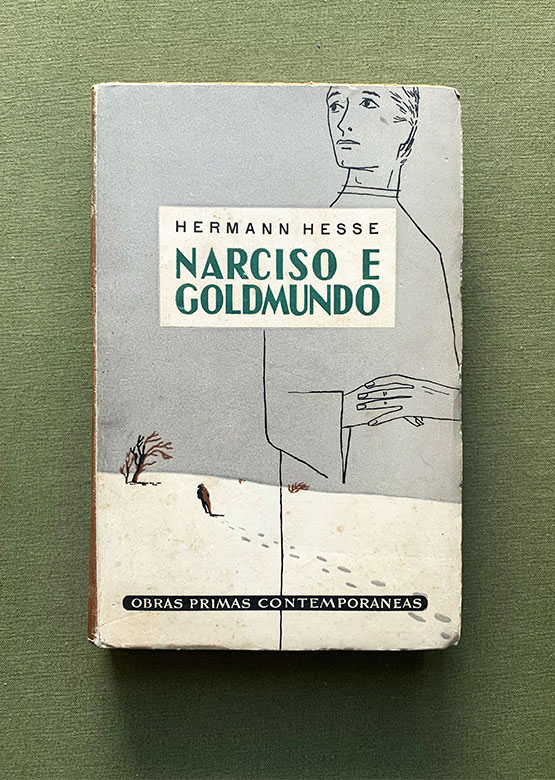 HERMANN HESSE
NARCISO E
GOLDMUNDO
OBRAS PRIMAS CONTEMPORANEAS